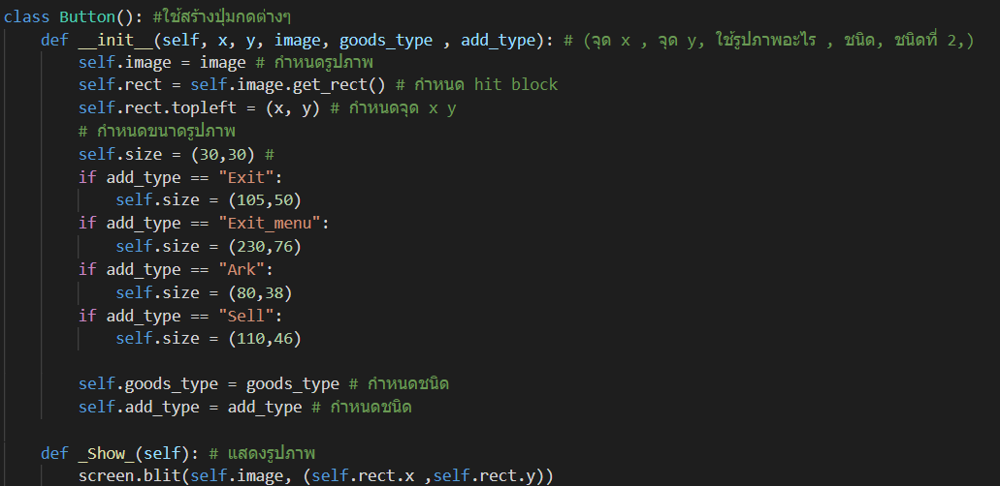 class Button(): #ใช้สร้างปุ่มกดต่างๆ
    def __init__(self, x, y, image, goods_type , add_type): # (จุด x , จุด y, ใช้รูปภาพอะไร , ชนิด, ชนิดที่ 2,)
        self.image = image # กำหนดรูปภาพ
        self.rect = self.image.get_rect() # กำหนด hit block
        self.rect.topleft = (x, y) # กำหนดจุด x y
        # กำหนดขนาดรูปภาพ
        self.size = (30,30) #
        if add_type == "Exit":
            self.size = (105,50)
        if add_type == "Exit_menu":
            self.size = (230,76)
        if add_type == "Ark":
            self.size = (80,38)
        if add_type == "Sell":
            self.size = (110,46)
        self.goods_type = goods_type # กำหนดชนิด
        self.add_type = add_type # กำหนดชนิด
    def _Show_(self): # แสดงรูปภาพ
        screen.blit(self.image, (self.rect.x ,self.rect.y))